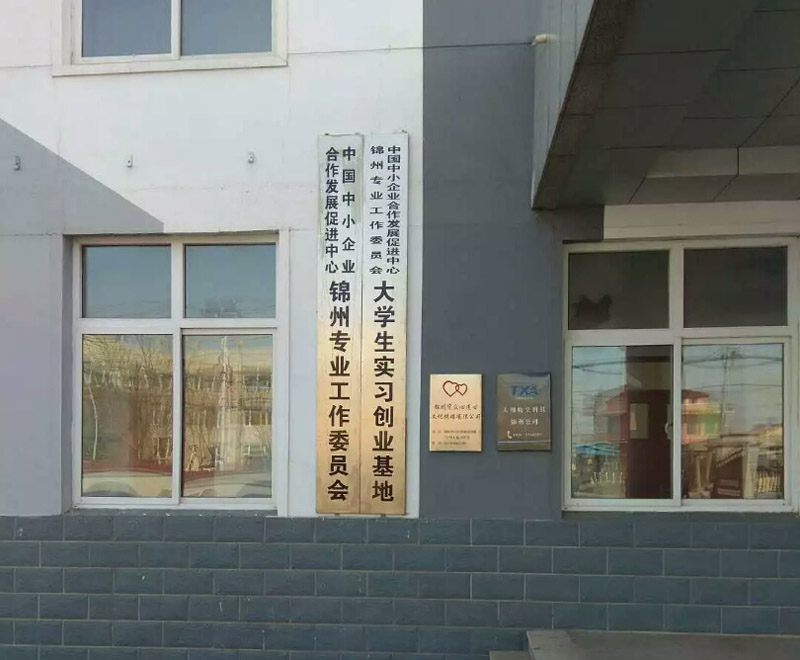 中国中小企业
合作发展促进中心
锦州专业工作委员会
中国中小企业合作发展促进中心
锦州专业工作委员会
大学生实习创业基地
TXA